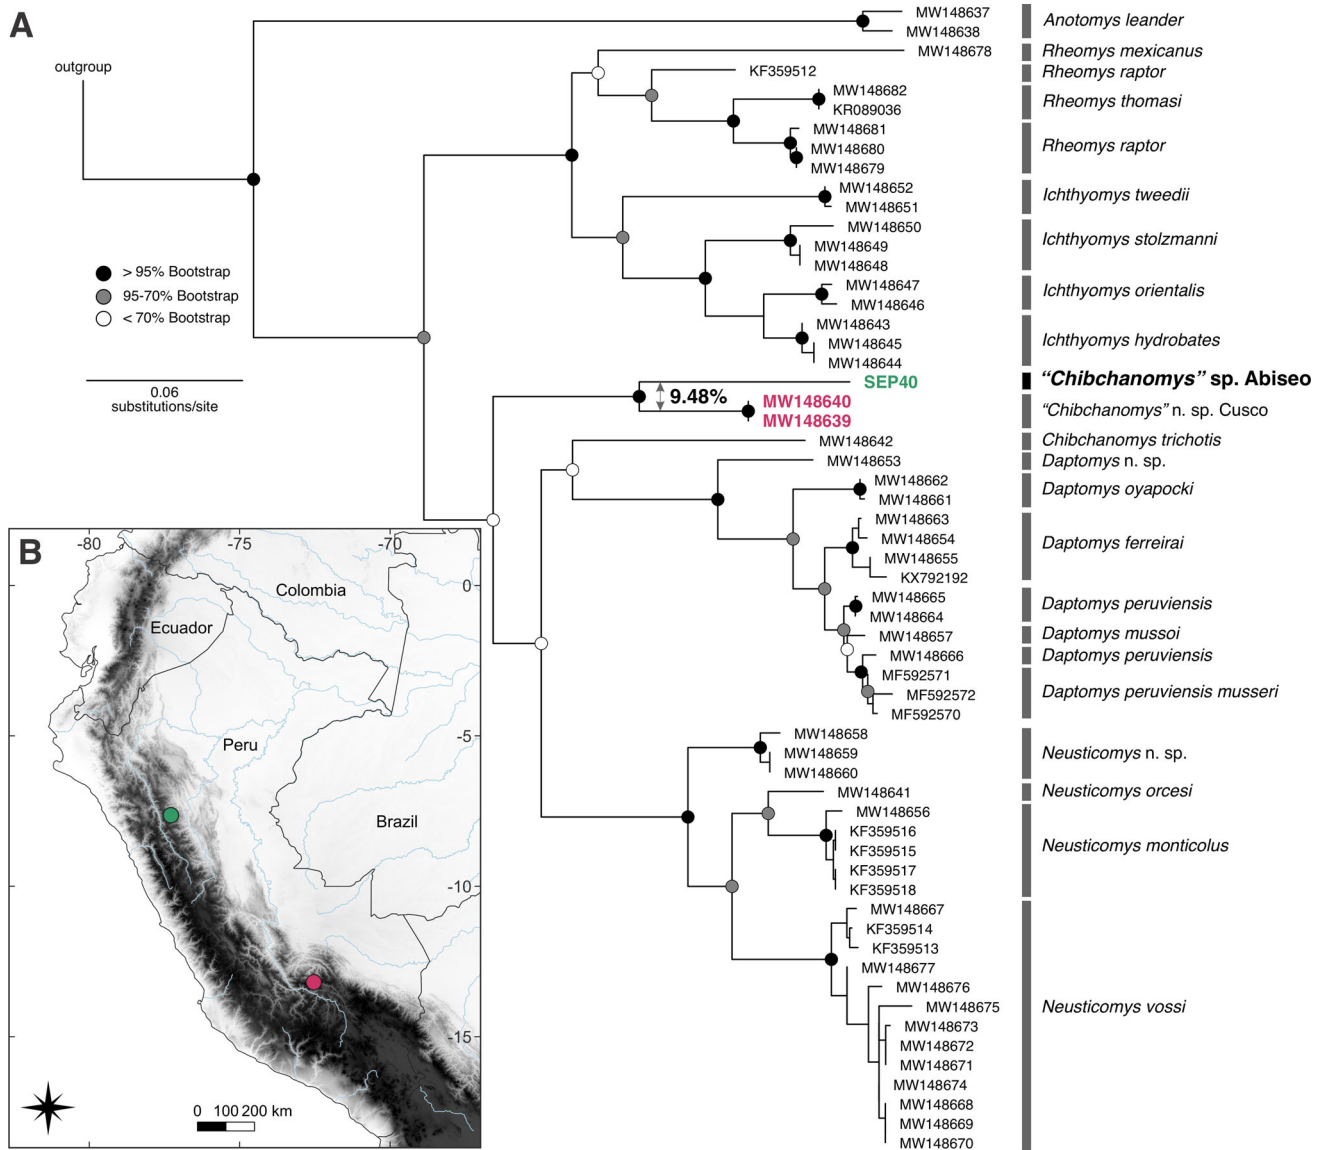 A
outgroup
> 95% Bootstrap
95-70% Bootstrap
< 70% Bootstrap
0.06
substitutions/site
MW148637
MW148638
Anotomys leander
MW148678
Rheomys mexicanus
KF359512
Rheomys raptor
MW148682
KR089036
Rheomys thomasi
MW148681
MW148680
MW148679
Rheomys raptor
MW148652
MW148651
Ichthyomys tweedii
MW148650
MW148649
MW148648
Ichthyomys stolzmanni
MW148647
MW148646
Ichthyomys orientalis
MW148643
MW148645
MW148644
Ichthyomys hydrobates
SEP40
“Chibchanomys” sp. Abiseo
9.48%
MW148640
MW148639
“Chibchanomys” n. sp. Cusco
MW148642
Chibchanomys trichotis
MW148653
Daptomys n. sp.
MW148662
MW148661
Daptomys oyapocki
MW148663
MW148654
MW148655
KX792192
Daptomys ferreirai
MW148665
MW148664
Daptomys peruviensis
MW148657
Daptomys mussoi
MW148666
Daptomys peruviensis
MF592571
MF592572
MF592570
Daptomys peruviensis musseri
MW148658
MW148659
MW148660
Neusticomys n. sp.
MW148641
Neusticomys orcesi
MW148656
KF359516
KF359515
KF359517
KF359518
Neusticomys monticolus
MW148667
KF359514
KF359513
MW148677
MW148676
MW148675
MW148673
MW148672
MW148671
MW148674
MW148668
MW148669
MW148670
Neusticomys vossi
B
-80 -75 -70
0
-5
-10
-15
Colombia
Ecuador
Peru
Brazil
0 100 200 km